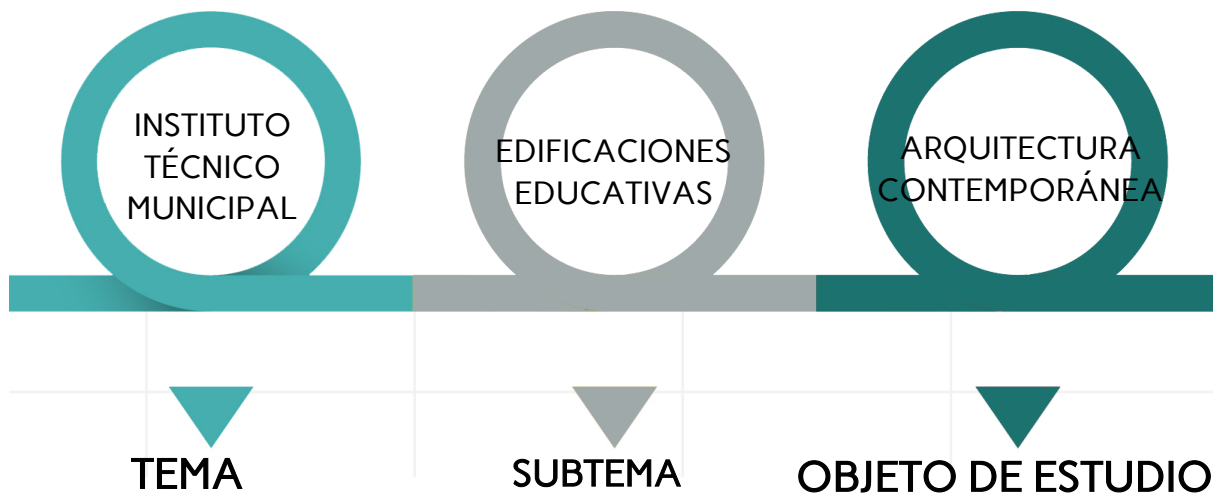 INSTITUTO
TÉCNICO
MUNICIPAL
EDIFICACIONES
EDUCATIVAS
ARQUITECTURA
CONTEMPORÁNEA
TEMA
SUBTEMA
OBJETO DE ESTUDIO